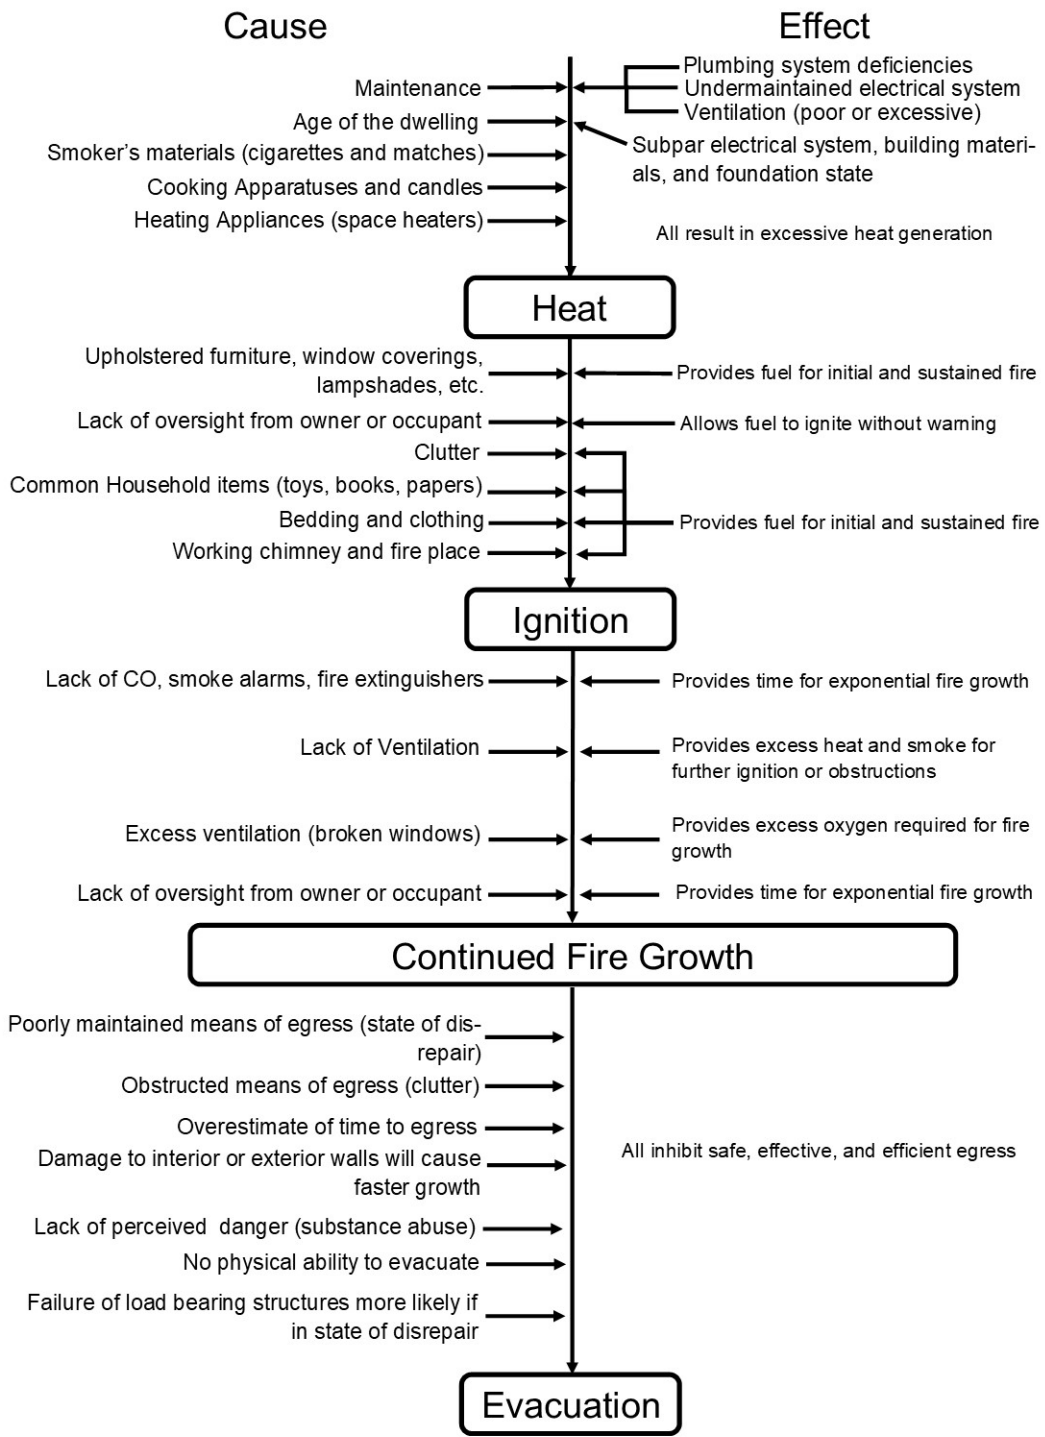 Cause
Effect
Maintenance
Plumbing system deficiencies
Undermaintained electrical system
Ventilation (poor or excessive)
Age of the dwelling
Subpar electrical system, building materi-
als, and foundation state
Smoker's materials (cigarettes and matches)
Cooking Apparatuses and candles
Heating Appliances (space heaters)
All result in excessive heat generation
Heat
Upholstered furniture, window coverings,
lampshades, etc.
Provides fuel for initial and sustained fire
Lack of oversight from owner or occupant
Allows fuel to ignite without warning
Clutter
Common Household items (toys, books, papers)
Bedding and clothing
Provides fuel for initial and sustained fire
Working chimney and fire place
Ignition
Lack of CO, smoke alarms, fire extinguishers
Provides time for exponential fire growth
Lack of Ventilation
Provides excess heat and smoke for
further ignition or obstructions
Excess ventilation (broken windows)
Provides excess oxygen required for fire
growth
Lack of oversight from owner or occupant
Provides time for exponential fire growth
Continued Fire Growth
Poorly maintained means of egress (state of dis-
repair)
Obstructed means of egress (clutter)
Overestimate of time to egress
Damage to interior or exterior walls will cause
faster growth
All inhibit safe, effective, and efficient egress
Lack of perceived  danger (substance abuse)
No physical ability to evacuate
Failure of load bearing structures more likely if
in state of disrepair
Evacuation